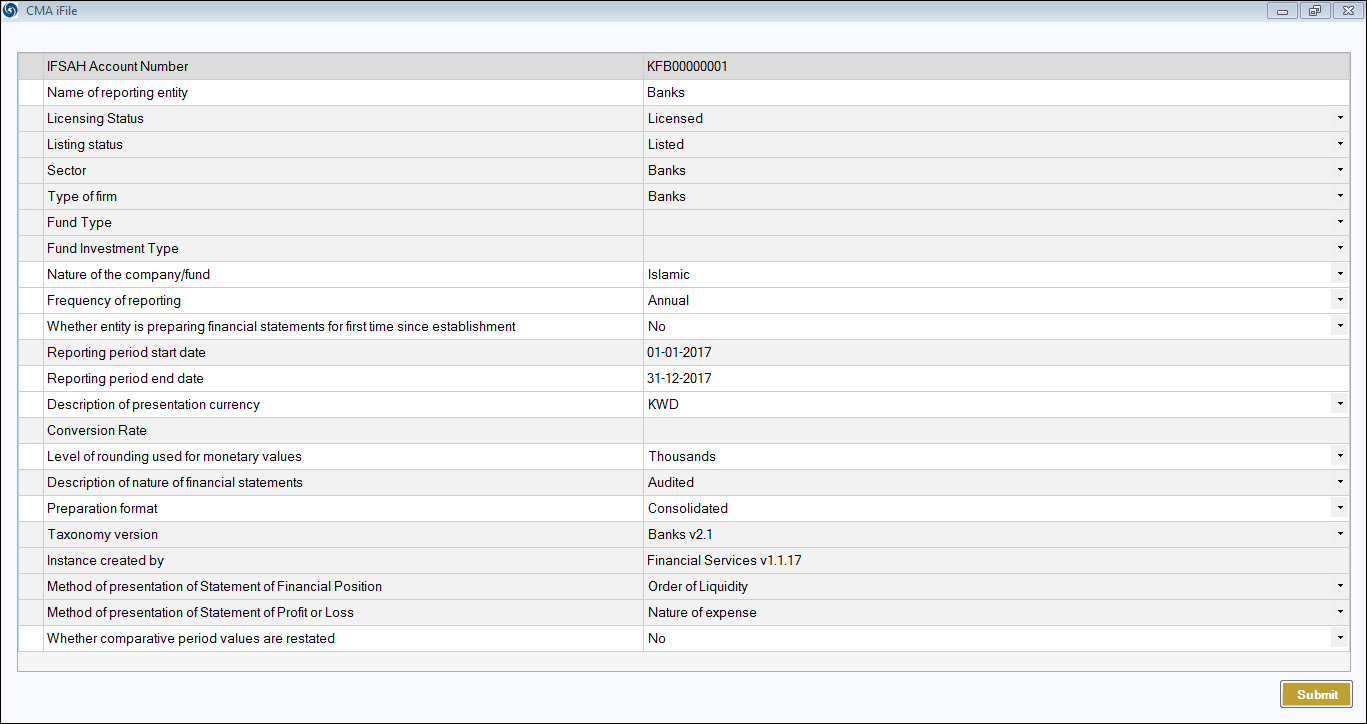 CMA iFile
IFSAH Account Number KFB00000001
Name of reporting entity Banks
Licensing Status Licensed
Listing status Listed
Sector Banks
Type of firm Banks
Fund Type
Fund Investment Type
Nature of the company/fund Islamic
Frequency of reporting Annual
Whether entity is preparing financial statements for first time since establishment No
Reporting period start date 01-01-2017
Reporting period end date 31-12-2017
Description of presentation currency KWD
Conversion Rate
Level of rounding used for monetary values Thousands
Description of nature of financial statements Audited
Preparation format Consolidated
Taxonomy version Banks v2.1
Instance created by Financial Services v1.1.17
Method of presentation of Statement of Financial Position Order of Liquidity
Method of presentation of Statement of Profit or Loss Nature of expense
Whether comparative period values are restated No
Submit